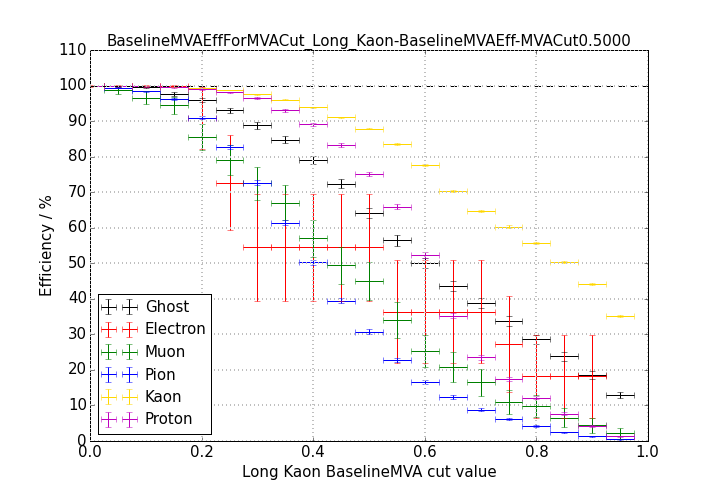 BaselineMVAEffForMVACut_Long_Kaon-BaselineMVAEff-MVACut0.5000
110
100
90
80
70
60
50
40
30
20
10
0
Efficiency / %
Ghost
Electron
Muon
Pion
Kaon
Proton
0.0 0.2 0.4 0.6 0.8 1.0
Long Kaon BaselineMVA cut value